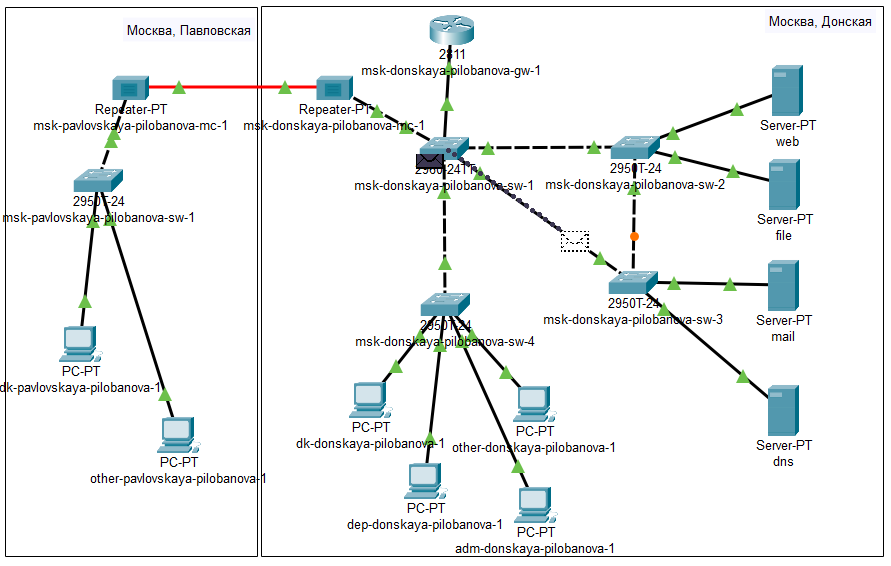 Москва, Павловская
Москва, Донская
2811
msk-donskaya-pilobanova-gw-1
Repeater-PT
msk-pavlovskaya-pilobanova-mc-1
Repeater-PT
msk-donskaya-pilobanova-mc-1
2960-24TT
msk-donskaya-pilobanova-sw-1
2950T-24
msk-donskaya-pilobanova-sw-2
Server-PT
web
Server-PT
file
2950T-24
msk-pavlovskaya-pilobanova-sw-1
2950T-24
msk-donskaya-pilobanova-sw-3
Server-PT
mail
2950T-24
msk-donskaya-pilobanova-sw-4
PC-PT
dk-pavlovskaya-pilobanova-1
PC-PT
dk-donskaya-pilobanova-1
PC-PT
other-donskaya-pilobanova-1
Server-PT
dns
PC-PT
other-pavlovskaya-pilobanova-1
PC-PT
dep-donskaya-pilobanova-1
PC-PT
adm-donskaya-pilobanova-1